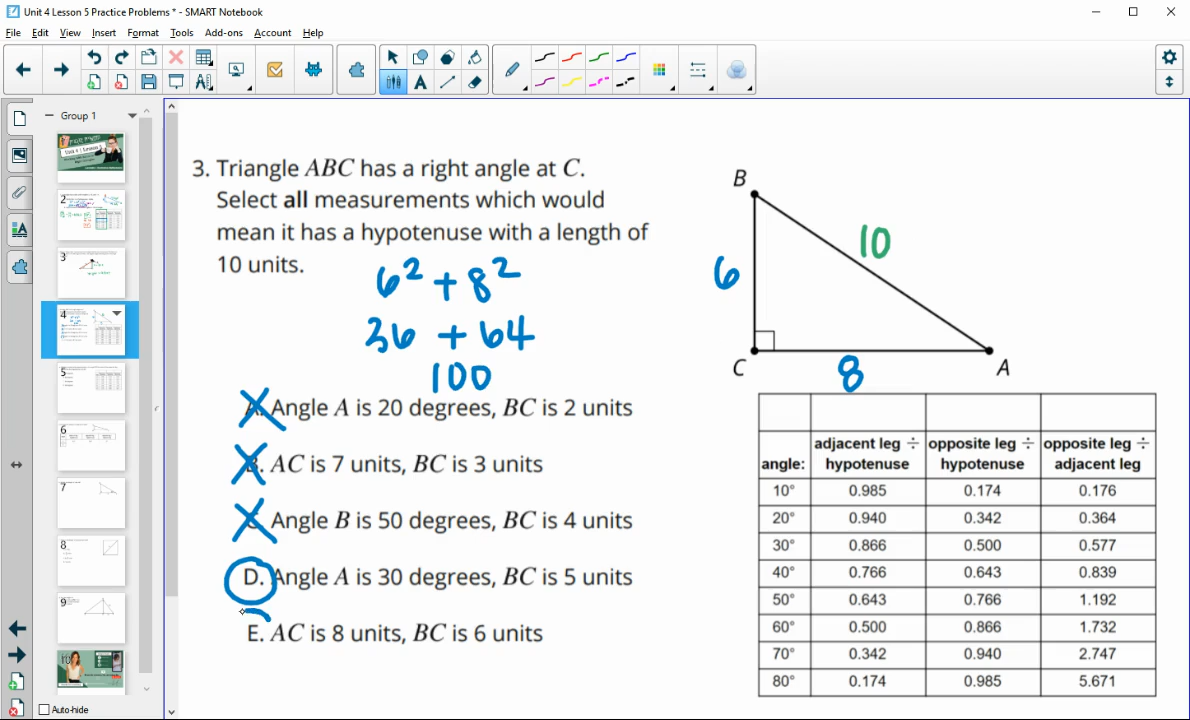 Unit 4 Lesson 5 Practice Problems * - SMART Notebook
File Edit View Insert Format Tools Add-ons Account Help
Group 1
2
3
4
5
6
7
8
9
Auto-hide
3. Triangle ABC has a right angle at C.
Select all measurements which would
mean it has a hypotenuse with a length of
10 units.
6² + 8²
36 + 64
100
Angle A is 20 degrees, BC is 2 units
B. AC is 7 units, BC is 3 units
Angle B is 50 degrees, BC is 4 units
D. Angle A is 30 degrees, BC is 5 units
E. AC is 8 units, BC is 6 units
B
10
6
C
8
A
angle: adjacent leg ÷ hypotenuse opposite leg ÷ hypotenuse opposite leg ÷ adjacent leg
10° 0.985 0.174 0.176
20° 0.940 0.342 0.364
30° 0.866 0.500 0.577
40° 0.766 0.643 0.839
50° 0.643 0.766 1.192
60° 0.500 0.866 1.732
70° 0.342 0.940 2.747
80° 0.174 0.985 5.671